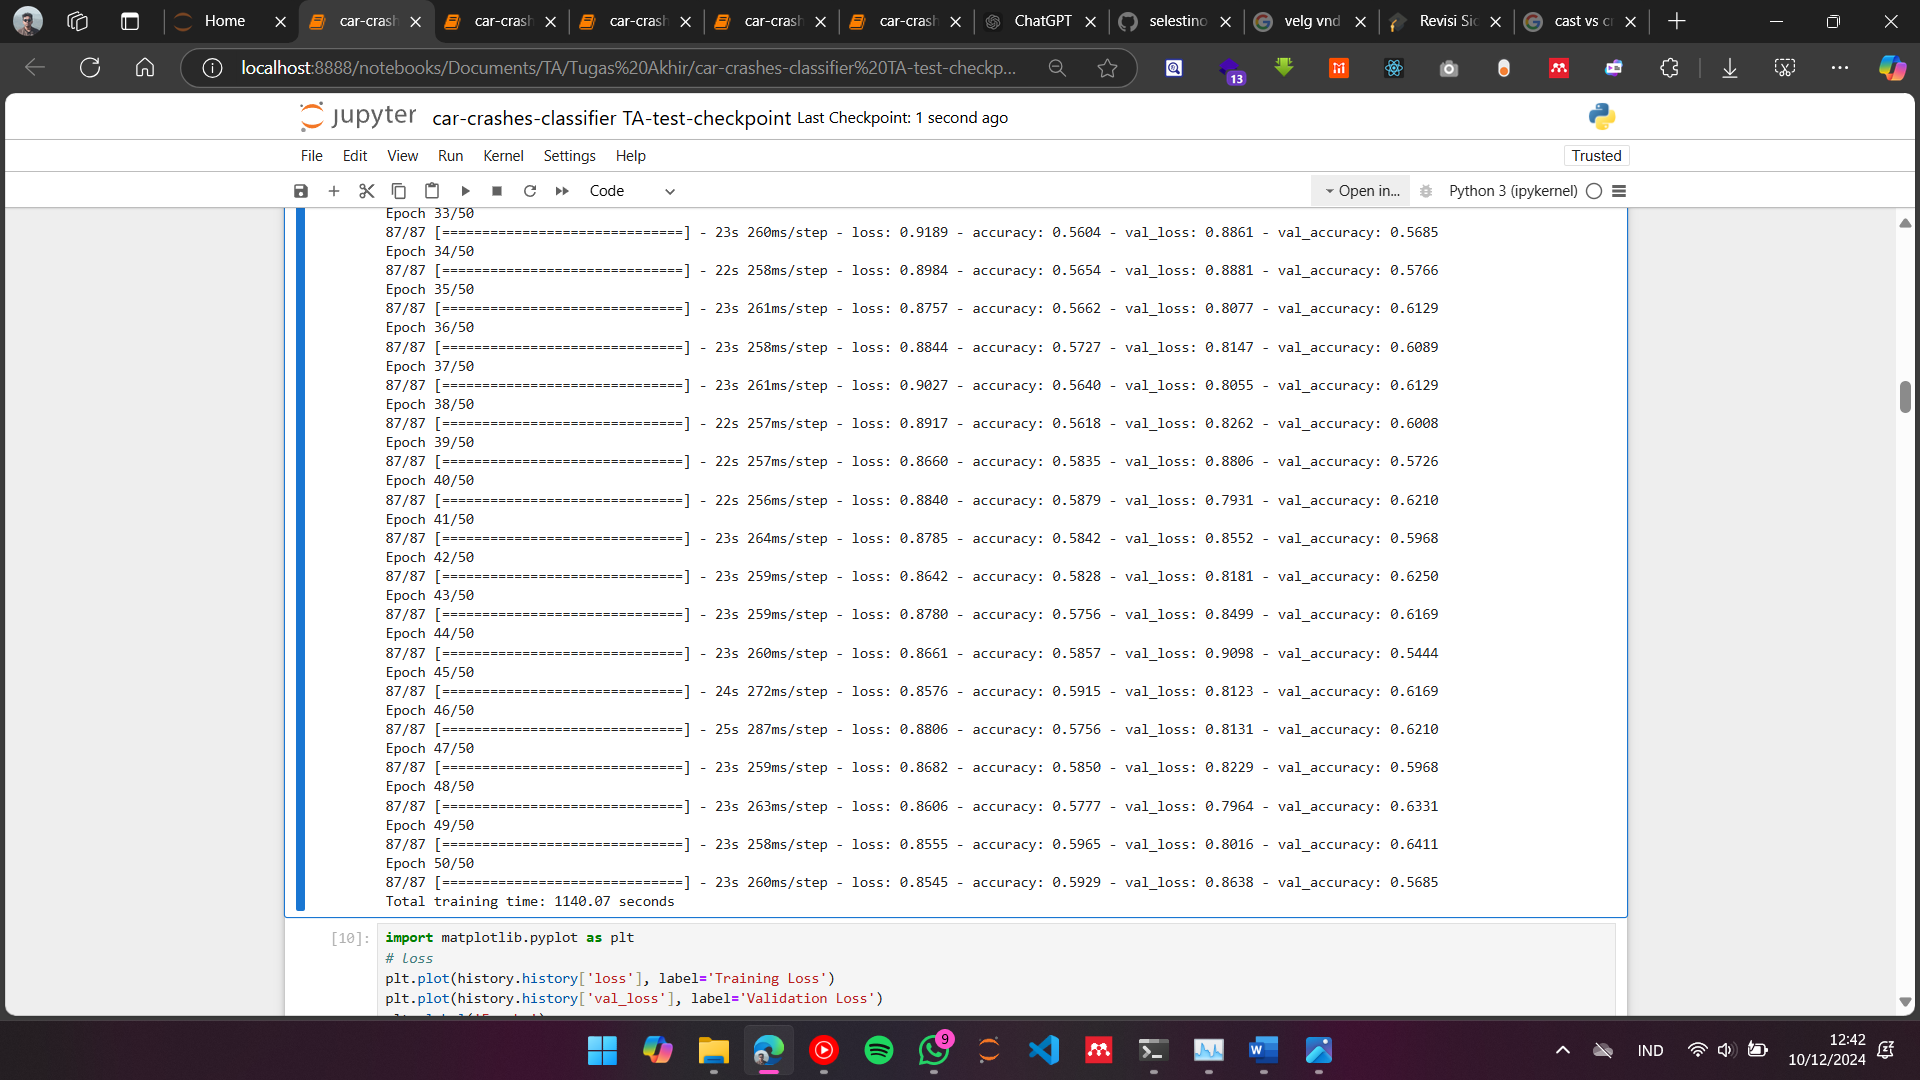 Home
car-crash
car-crash
car-crash
car-crash
car-crash
ChatGPT
selestino
velg vnd
Revisi Sid
cast vs c
localhost:8888/notebooks/Documents/TA/Tugas%20Akhir/car-crashes-classifier%20TA-test-checkp...
13
jupyter car-crashes-classifier TA-test-checkpoint Last Checkpoint: 1 second ago
File Edit View Run Kernel Settings Help
Trusted
Code
Open in...
Python 3 (ipykernel)
Epoch 33/50
87/87 [==============================] - 23s 260ms/step - loss: 0.9189 - accuracy: 0.5604 - val_loss: 0.8861 - val_accuracy: 0.5685
Epoch 34/50
87/87 [==============================] - 22s 258ms/step - loss: 0.8984 - accuracy: 0.5654 - val_loss: 0.8881 - val_accuracy: 0.5766
Epoch 35/50
87/87 [==============================] - 23s 261ms/step - loss: 0.8757 - accuracy: 0.5662 - val_loss: 0.8077 - val_accuracy: 0.6129
Epoch 36/50
87/87 [==============================] - 23s 258ms/step - loss: 0.8844 - accuracy: 0.5727 - val_loss: 0.8147 - val_accuracy: 0.6089
Epoch 37/50
87/87 [==============================] - 23s 261ms/step - loss: 0.9027 - accuracy: 0.5640 - val_loss: 0.8055 - val_accuracy: 0.6129
Epoch 38/50
87/87 [==============================] - 22s 257ms/step - loss: 0.8917 - accuracy: 0.5618 - val_loss: 0.8262 - val_accuracy: 0.6008
Epoch 39/50
87/87 [==============================] - 22s 257ms/step - loss: 0.8660 - accuracy: 0.5835 - val_loss: 0.8806 - val_accuracy: 0.5726
Epoch 40/50
87/87 [==============================] - 22s 256ms/step - loss: 0.8840 - accuracy: 0.5879 - val_loss: 0.7931 - val_accuracy: 0.6210
Epoch 41/50
87/87 [==============================] - 23s 264ms/step - loss: 0.8785 - accuracy: 0.5842 - val_loss: 0.8552 - val_accuracy: 0.5968
Epoch 42/50
87/87 [==============================] - 23s 259ms/step - loss: 0.8642 - accuracy: 0.5828 - val_loss: 0.8181 - val_accuracy: 0.6250
Epoch 43/50
87/87 [==============================] - 23s 259ms/step - loss: 0.8780 - accuracy: 0.5756 - val_loss: 0.8499 - val_accuracy: 0.6169
Epoch 44/50
87/87 [==============================] - 23s 260ms/step - loss: 0.8661 - accuracy: 0.5857 - val_loss: 0.9098 - val_accuracy: 0.5444
Epoch 45/50
87/87 [==============================] - 24s 272ms/step - loss: 0.8576 - accuracy: 0.5915 - val_loss: 0.8123 - val_accuracy: 0.6169
Epoch 46/50
87/87 [==============================] - 25s 287ms/step - loss: 0.8806 - accuracy: 0.5756 - val_loss: 0.8131 - val_accuracy: 0.6210
Epoch 47/50
87/87 [==============================] - 23s 259ms/step - loss: 0.8682 - accuracy: 0.5850 - val_loss: 0.8229 - val_accuracy: 0.5968
Epoch 48/50
87/87 [==============================] - 23s 263ms/step - loss: 0.8606 - accuracy: 0.5777 - val_loss: 0.7964 - val_accuracy: 0.6331
Epoch 49/50
87/87 [==============================] - 23s 258ms/step - loss: 0.8555 - accuracy: 0.5965 - val_loss: 0.8016 - val_accuracy: 0.6411
Epoch 50/50
87/87 [==============================] - 23s 260ms/step - loss: 0.8545 - accuracy: 0.5929 - val_loss: 0.8638 - val_accuracy: 0.5685
Total training time: 1140.07 seconds
[10]: import matplotlib.pyplot as plt
# loss
plt.plot(history.history['loss'], label='Training Loss')
plt.plot(history.history['val_loss'], label='Validation Loss')
9
IND
12:42
10/12/2024